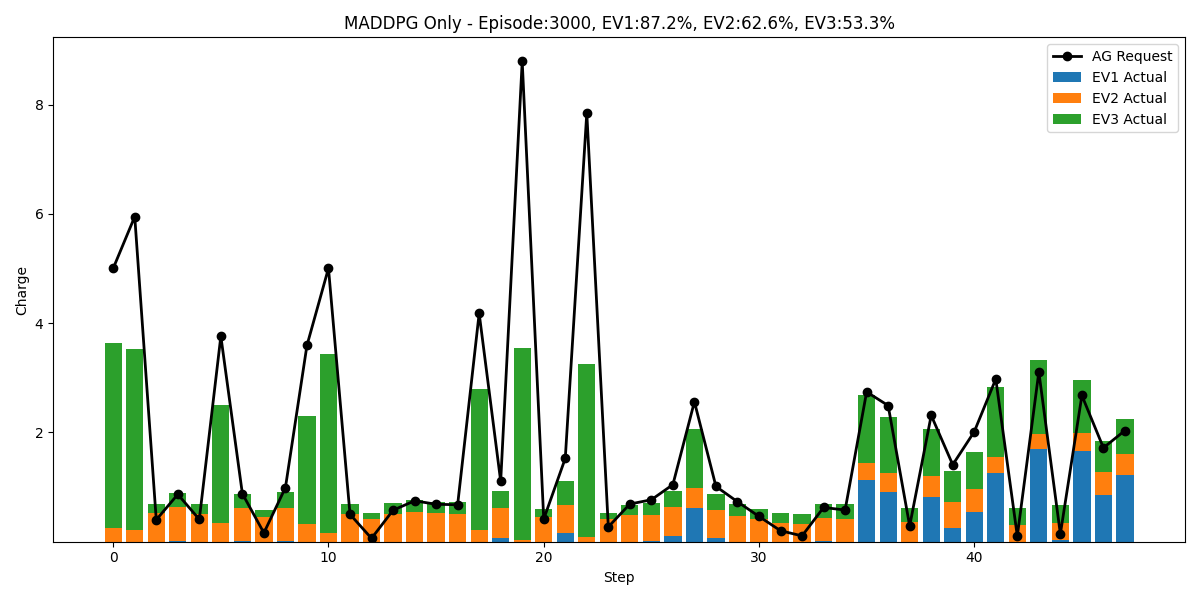 MADDPG Only - Episode:3000, EV1:87.2%, EV2:62.6%, EV3:53.3%
AG Request
EV1 Actual
EV2 Actual
EV3 Actual
Charge
8
6
4
2
0 10 20 30 40
Step